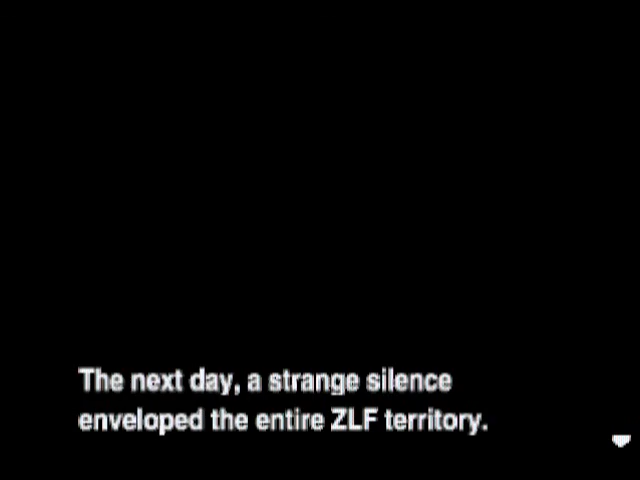 The next day, a strange silence
enveloped the entire ZLF territory.